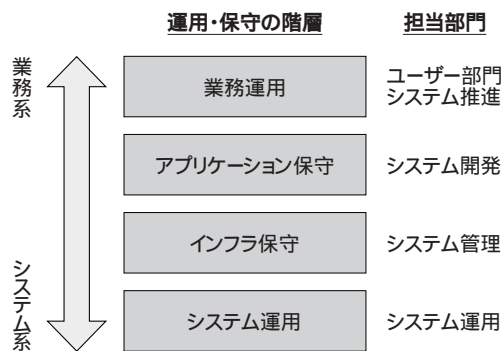 運用・保守の階層
担当部門
業務系
業務運用
ユーザー部門
システム推進
アプリケーション保守
システム開発
インフラ保守
システム管理
システム系
システム運用
システム運用